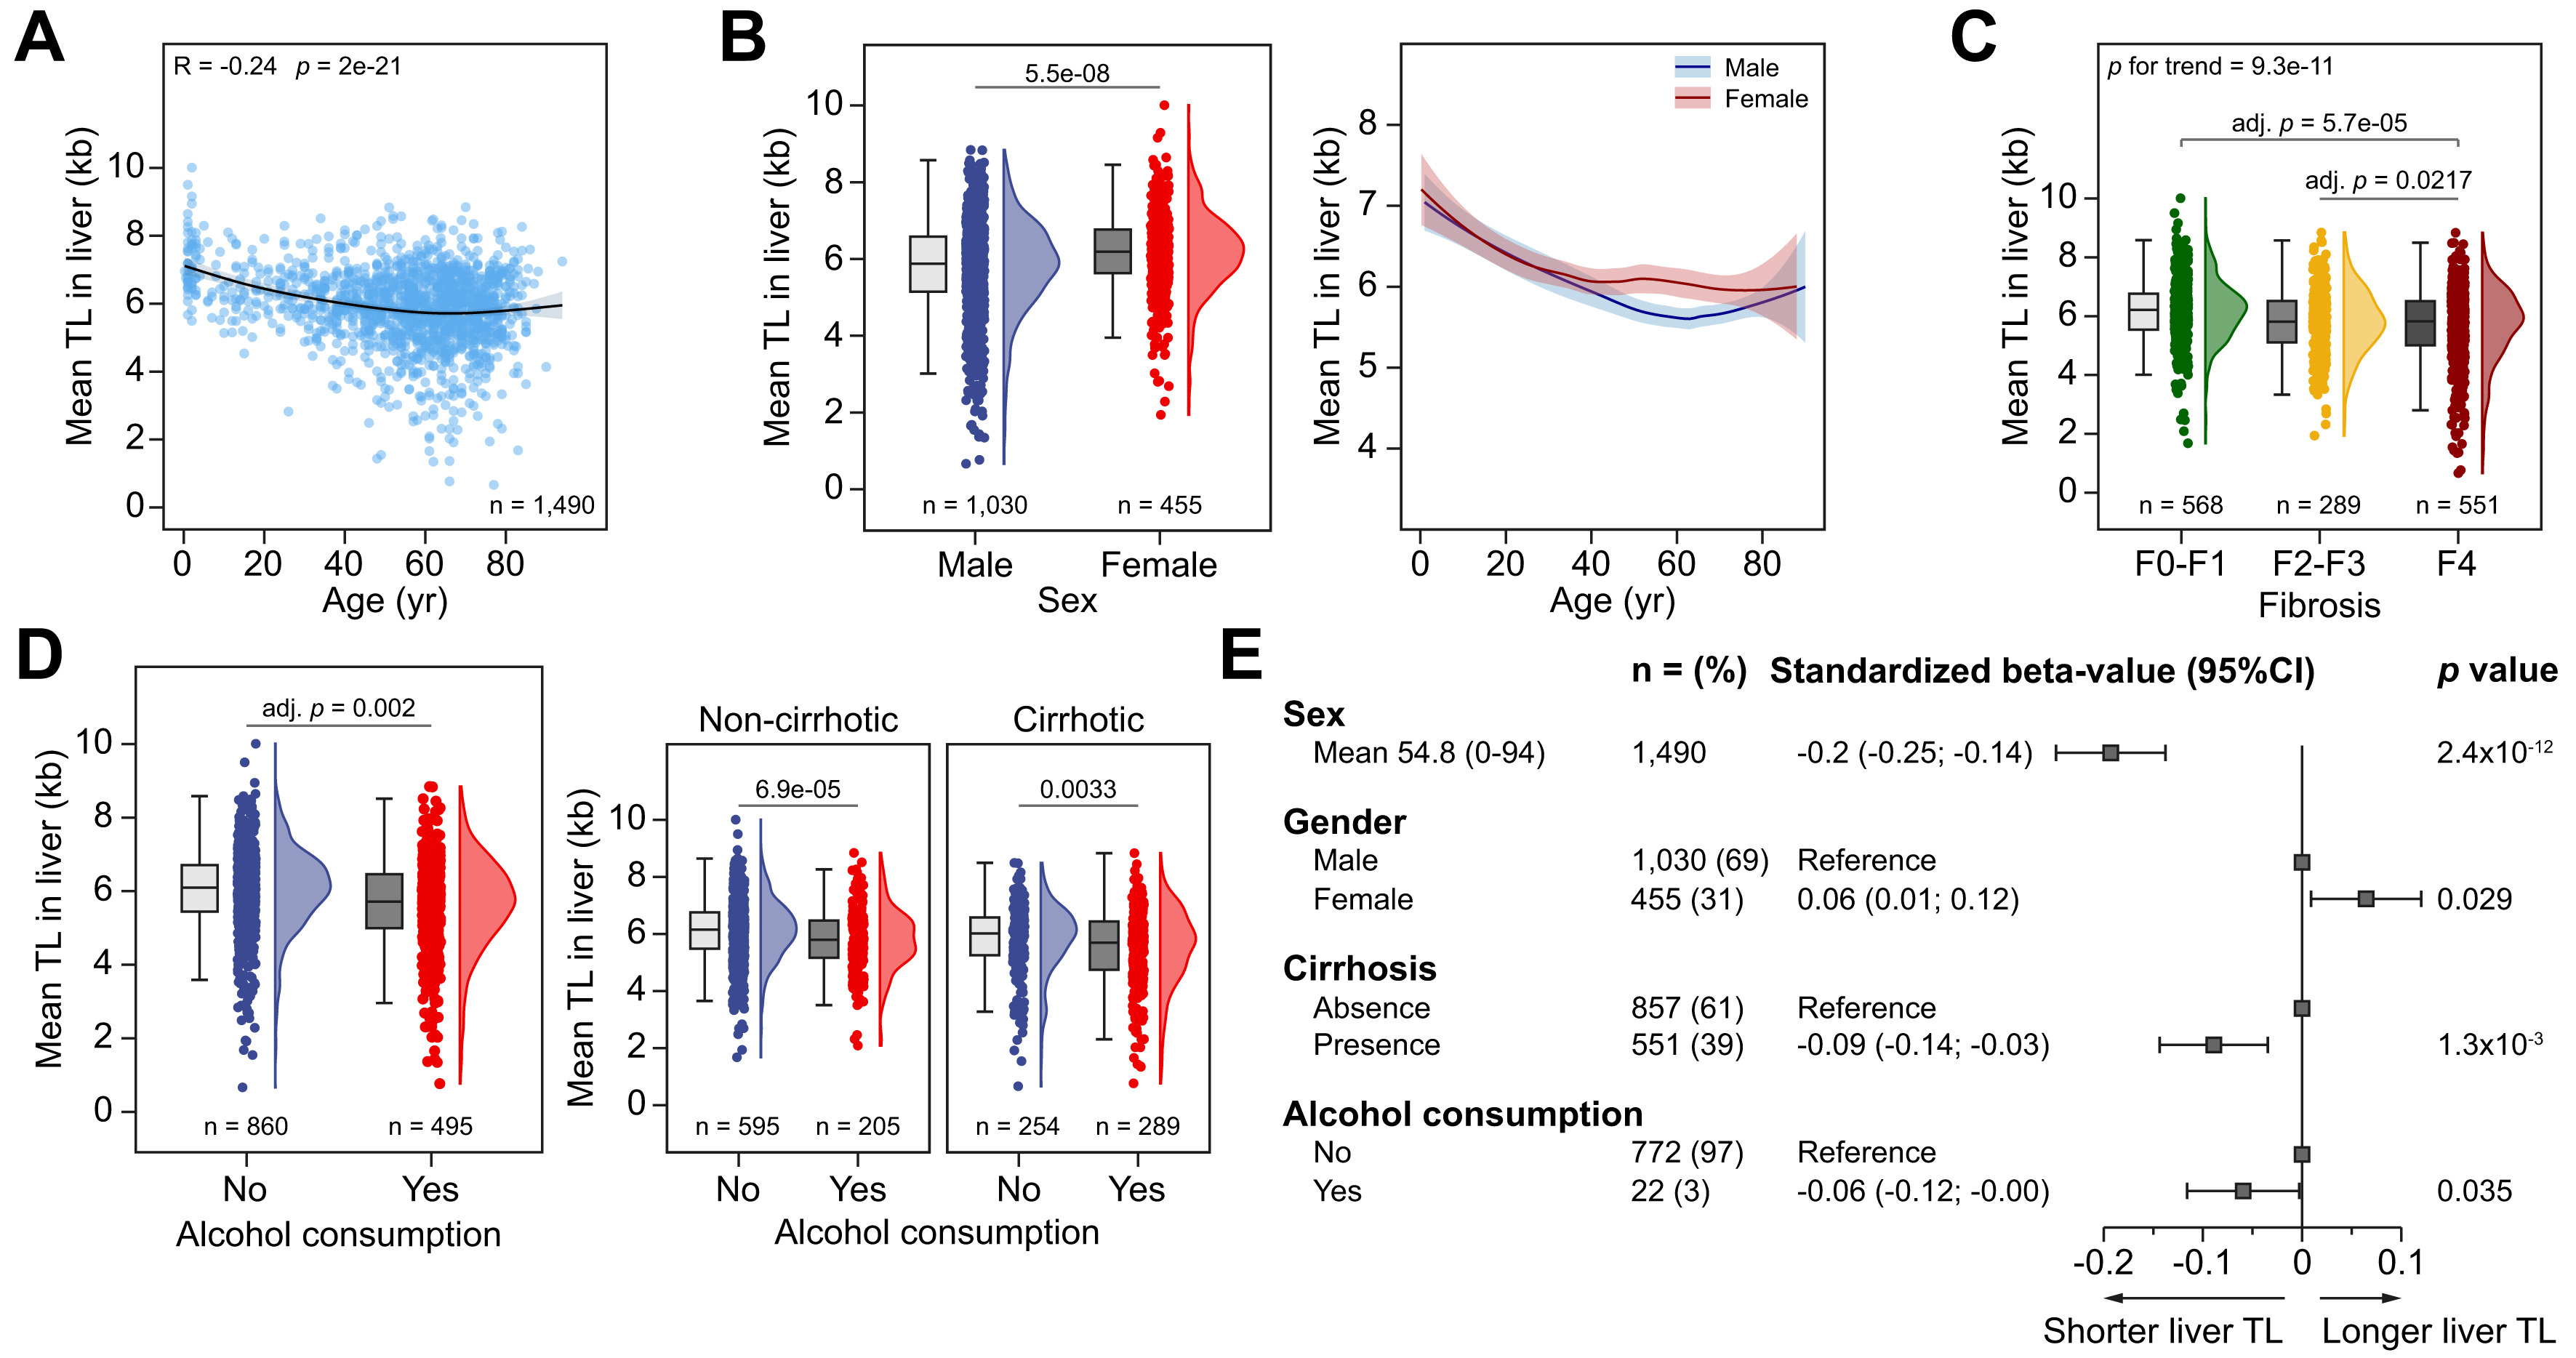 A
R = -0.24 p = 2e-21
Mean TL in liver (kb)
10
8
6
4
2
0
n = 1,490
0 20 40 60 80
Age (yr)
B
5.5e-08
Mean TL in liver (kb)
10
8
6
4
2
0
n = 1,030 n = 455
Male Female
Sex
Male
Female
Mean TL in liver (kb)
8
7
6
5
4
0 20 40 60 80
Age (yr)
C
p for trend = 9.3e-11
adj. p = 5.7e-05
adj. p = 0.0217
Mean TL in liver (kb)
10
8
6
4
2
0
n = 568 n = 289 n = 551
F0-F1 F2-F3 F4
Fibrosis
D
adj. p = 0.002
Mean TL in liver (kb)
10
8
6
4
2
0
n = 860 n = 495
No Yes
Alcohol consumption
Non-cirrhotic Cirrhotic
6.9e-05 0.0033
Mean TL in liver (kb)
10
8
6
4
2
0
n = 595 n = 205 n = 254 n = 289
No Yes No Yes
Alcohol consumption
E
n = (%) Standardized beta-value (95%CI) p value
Sex
Mean 54.8 (0-94) 1,490 -0.2 (-0.25; -0.14) 2.4x10-12
Gender
Male 1,030 (69) Reference
Female 455 (31) 0.06 (0.01; 0.12) 0.029
Cirrhosis
Absence 857 (61) Reference
Presence 551 (39) -0.09 (-0.14; -0.03) 1.3x10-3
Alcohol consumption
No 772 (97) Reference
Yes 22 (3) -0.06 (-0.12; -0.00) 0.035
-0.2 -0.1 0 0.1
Shorter liver TL Longer liver TL